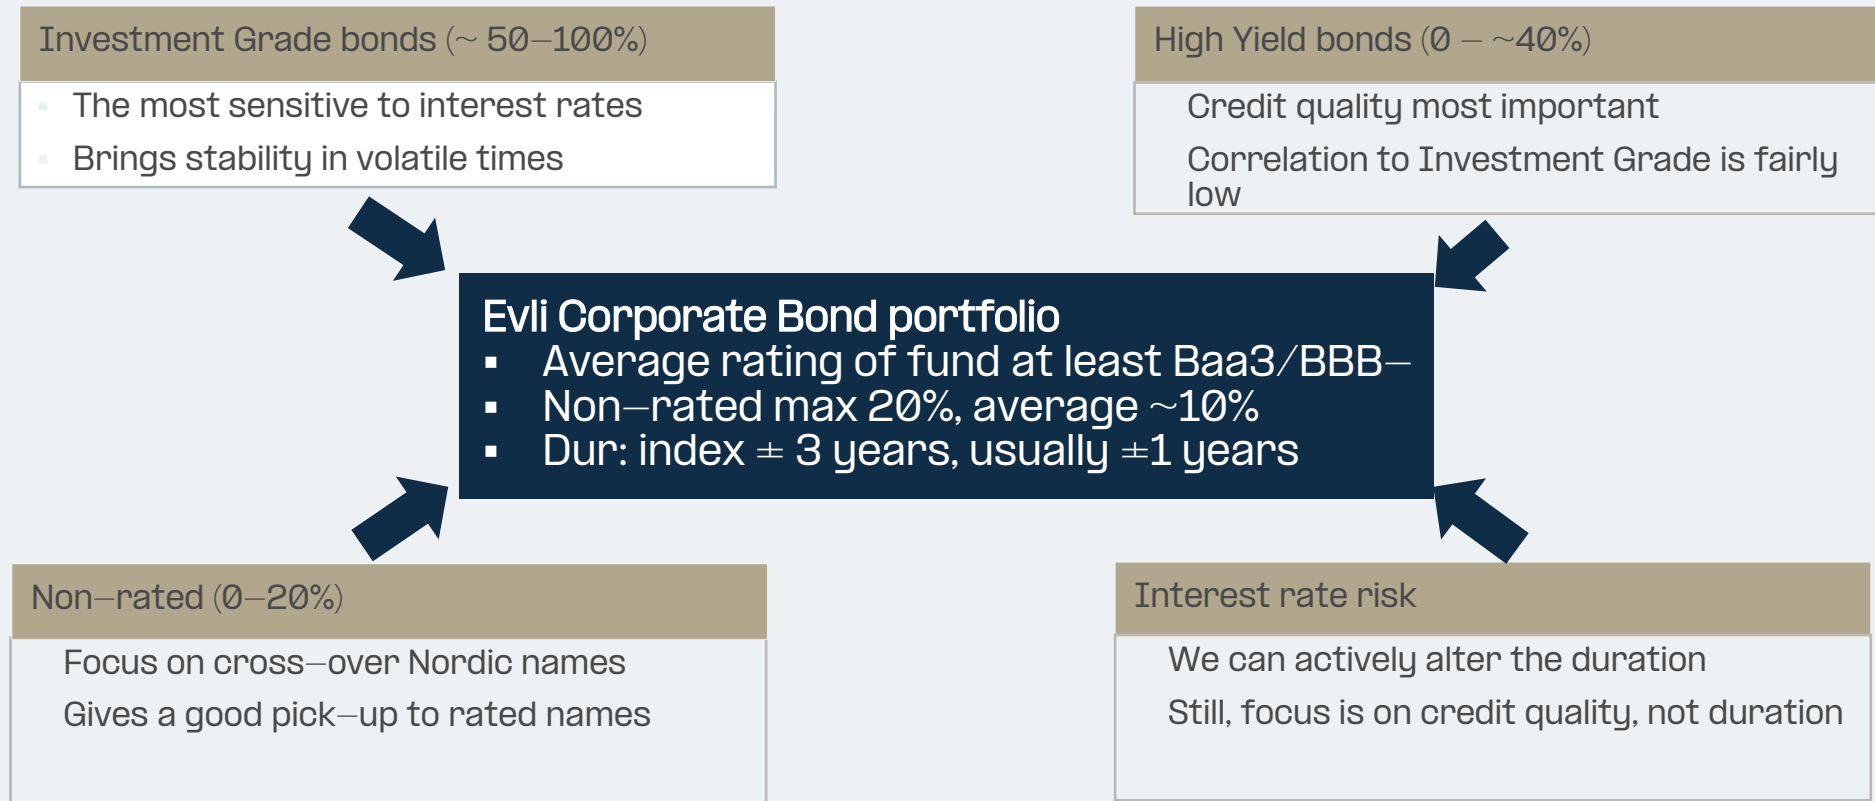 Investment Grade bonds (~ 50–100%)
▪ The most sensitive to interest rates
▪ Brings stability in volatile times
High Yield bonds (0 – ~40%)
Credit quality most important
Correlation to Investment Grade is fairly
low
Evli Corporate Bond portfolio
▪ Average rating of fund at least Baa3/BBB–
▪ Non–rated max 20%, average ~10%
▪ Dur: index ± 3 years, usually ±1 years
Non–rated (0–20%)
Focus on cross–over Nordic names
Gives a good pick–up to rated names
Interest rate risk
We can actively alter the duration
Still, focus is on credit quality, not duration